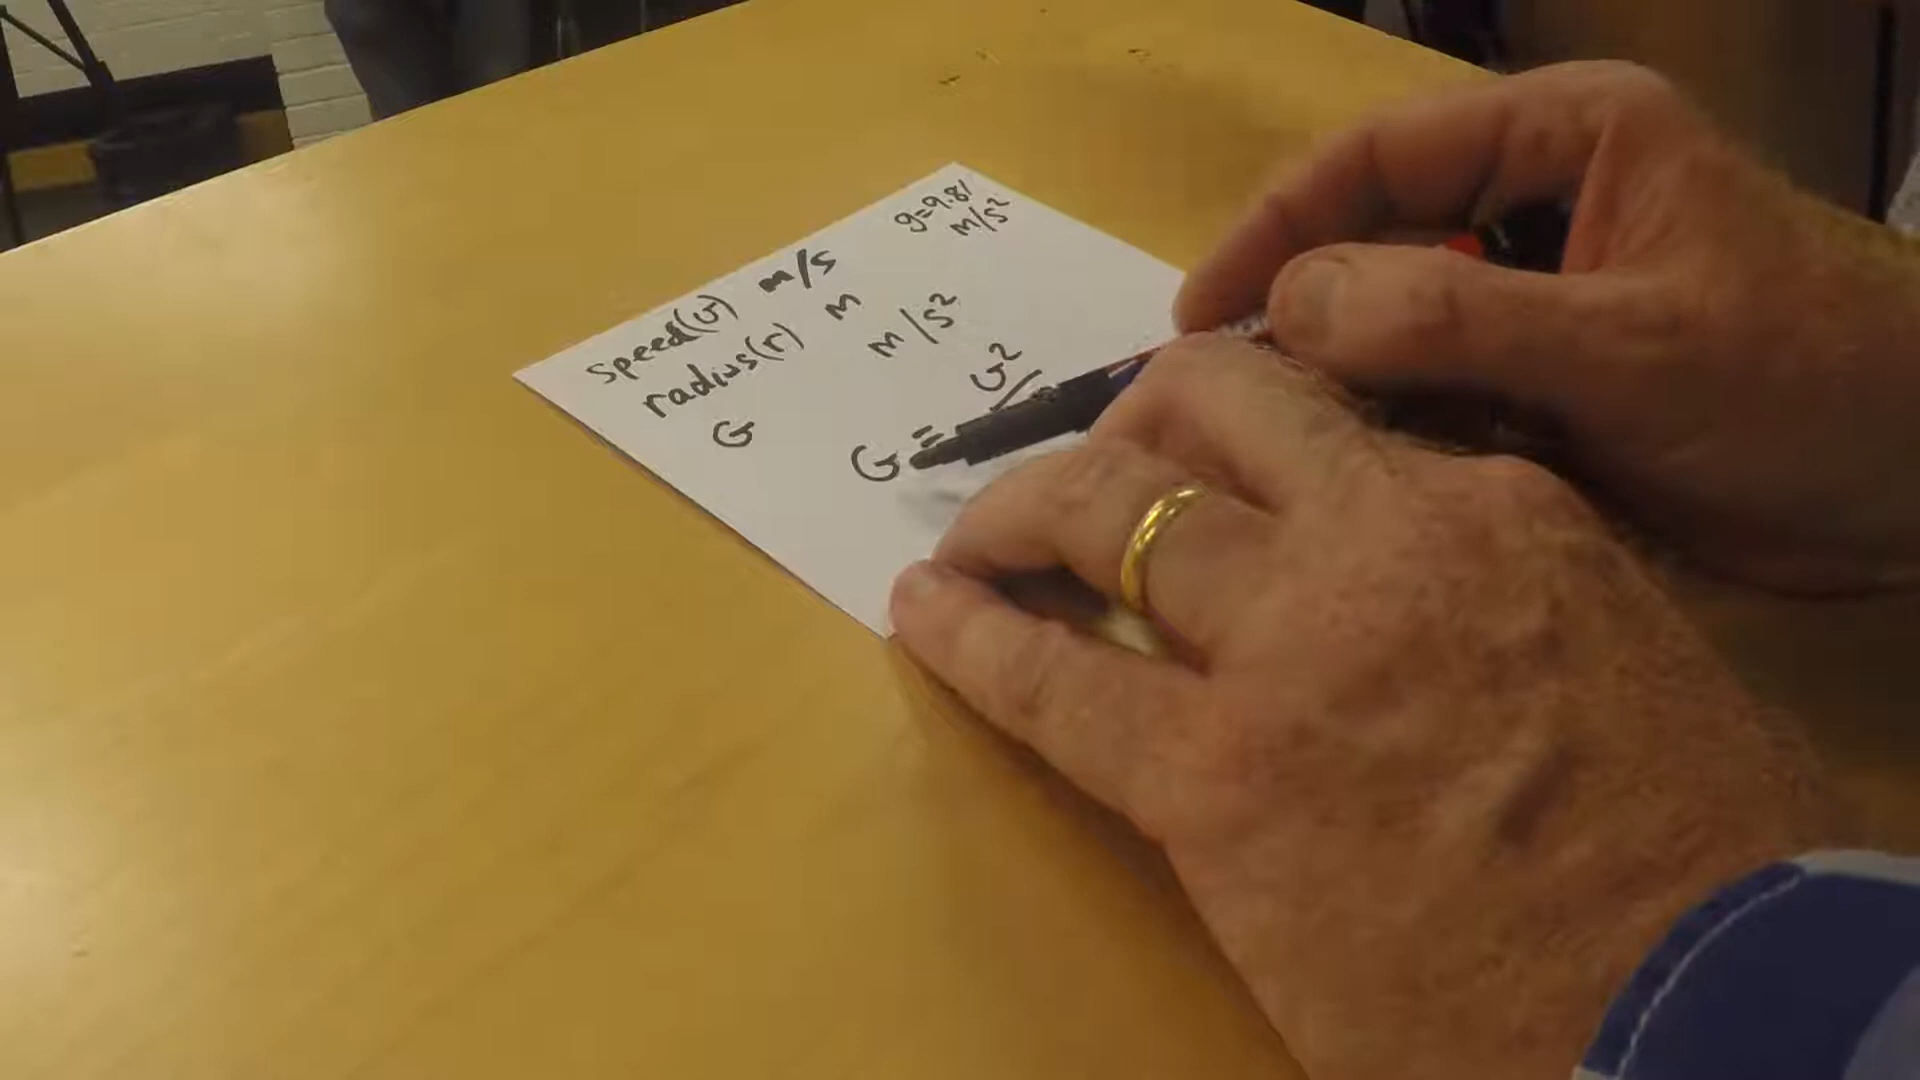 g=9.81
m/s²
speed(v) m/s
radius(r) m
G m/s²
G = v²/